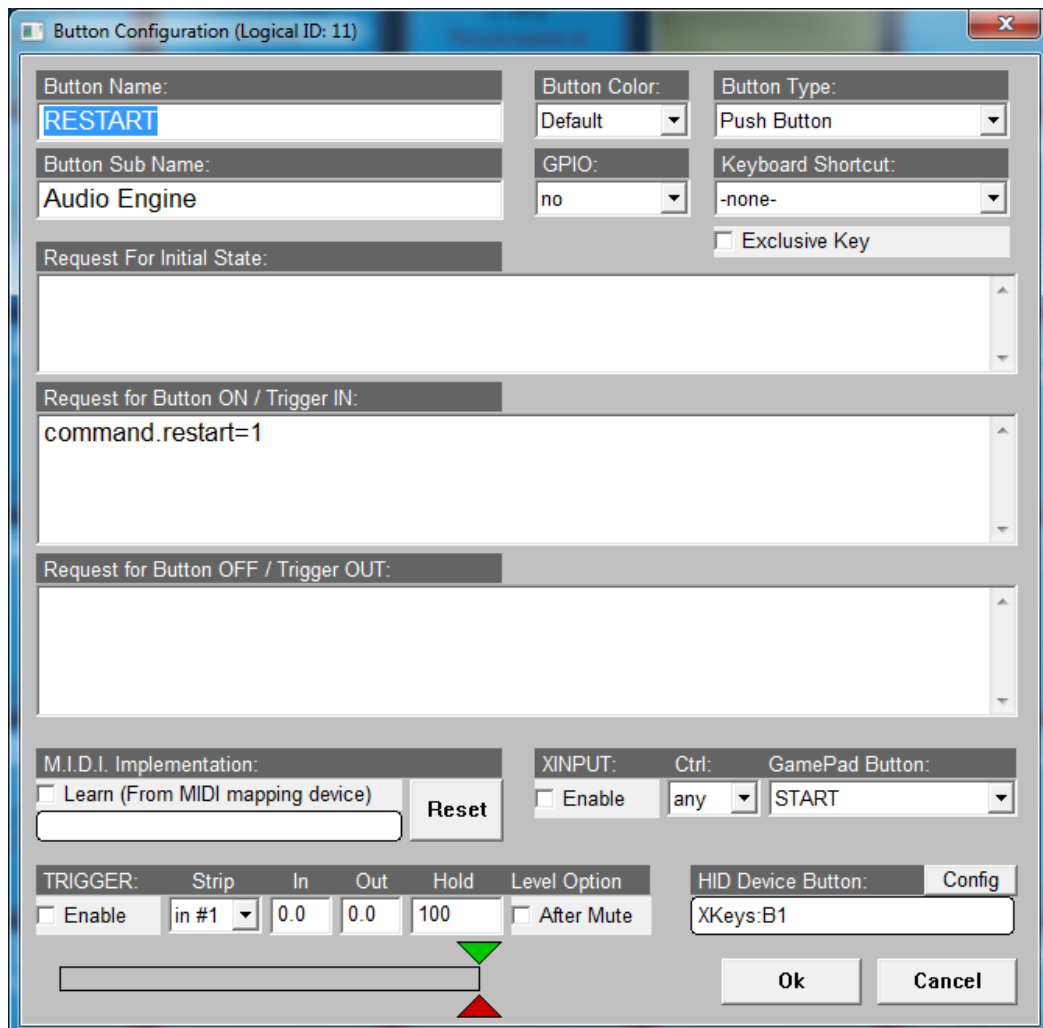 Button Configuration (Logical ID: 11)
X
Button Name:
Button Color:
Button Type:
RESTART
Default
Push Button
Button Sub Name:
GPIO:
Keyboard Shortcut:
Audio Engine
no
-none-
Exclusive Key
Request For Initial State:
Request for Button ON / Trigger IN:
command.restart=1
Request for Button OFF / Trigger OUT:
M.I.D.I. Implementation:
XINPUT:
Ctrl:
GamePad Button:
Learn (From MIDI mapping device)
Reset
Enable
any
START
TRIGGER:
Strip
In
Out
Hold
Level Option
HID Device Button:
Config
Enable
in #1
0.0
0.0
100
After Mute
XKeys:B1
Ok
Cancel